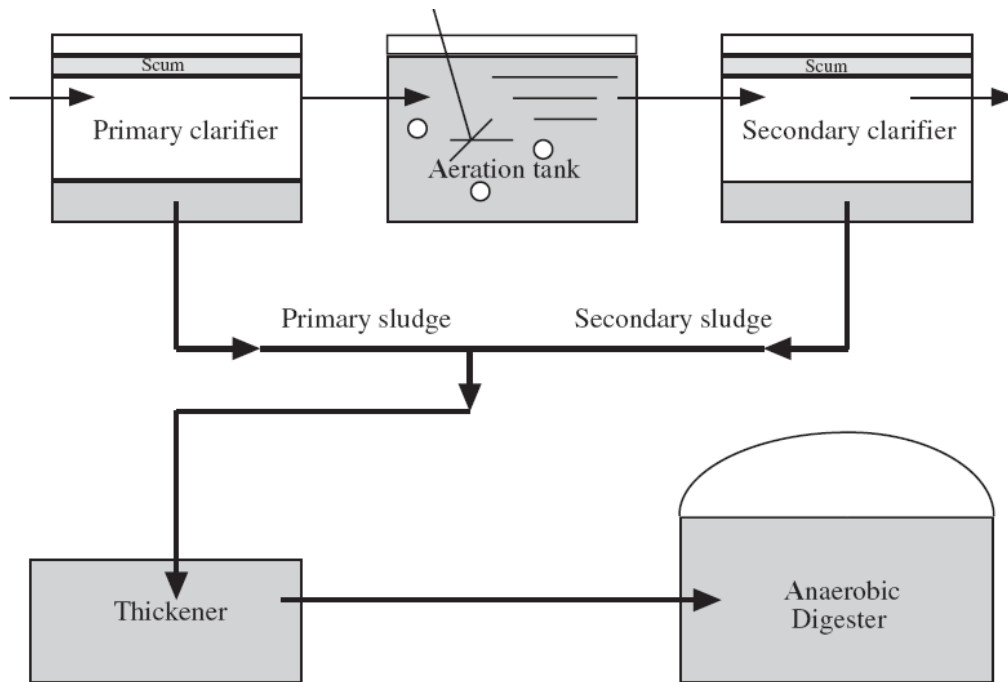 Scum
Scum
Primary clarifier
Aeration tank
Secondary clarifier
Primary sludge
Secondary sludge
Thickener
Anaerobic
Digester